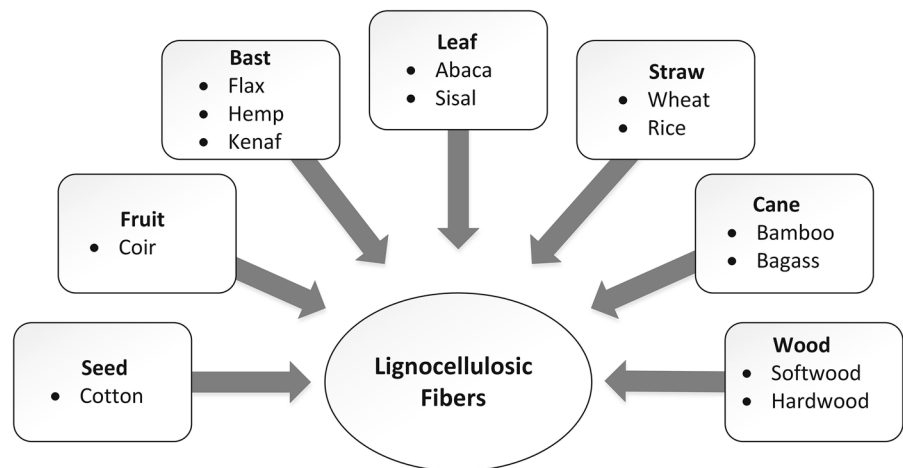 Seed
• Cotton
Fruit
• Coir
Bast
• Flax
• Hemp
• Kenaf
Leaf
• Abaca
• Sisal
Straw
• Wheat
• Rice
Cane
• Bamboo
• Bagass
Wood
• Softwood
• Hardwood
Lignocellulosic
Fibers